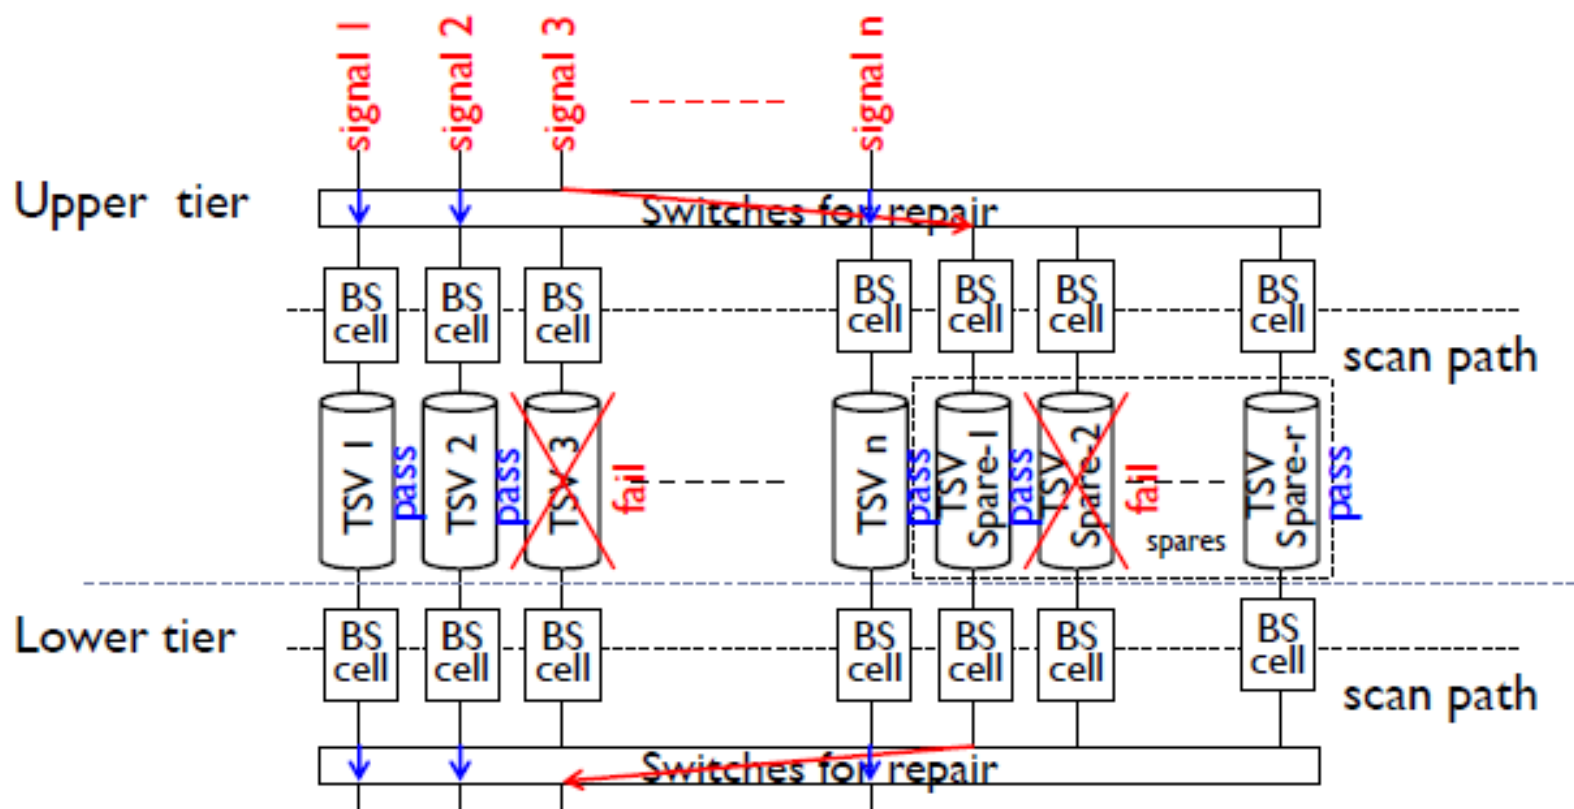 signal 1
signal 2
signal 3
signal n
Upper tier
Switches for repair
BS
cell
BS
cell
BS
cell
BS
cell
BS
cell
BS
cell
BS
cell
scan path
TSV 1
pass
TSV 2
pass
TSV 3
fail
TSV n
pass
TSV
Spare-1
pass
TSV
Spare-2
fail
spares
TSV
Spare-r
pass
Lower tier
BS
cell
BS
cell
BS
cell
BS
cell
BS
cell
BS
cell
BS
cell
scan path
Switches for repair